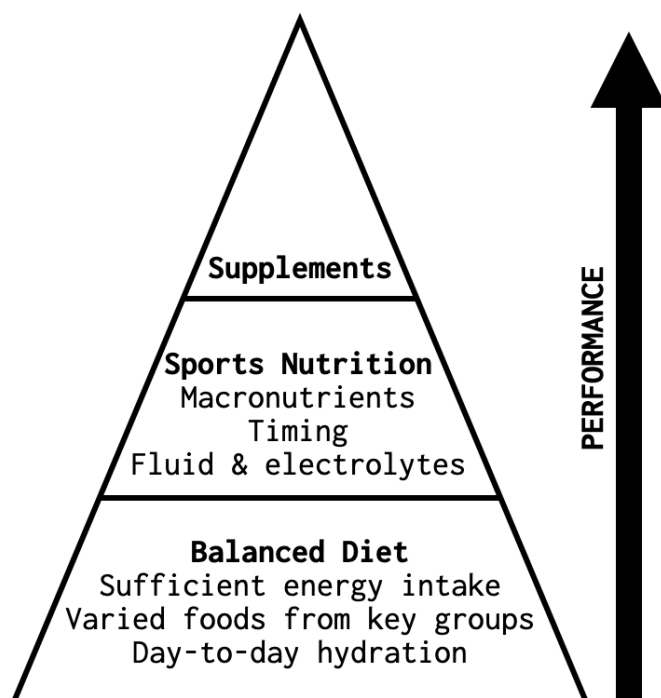 Supplements
Sports Nutrition
Macronutrients
Timing
Fluid & electrolytes
Balanced Diet
Sufficient energy intake
Varied foods from key groups
Day-to-day hydration
PERFORMANCE